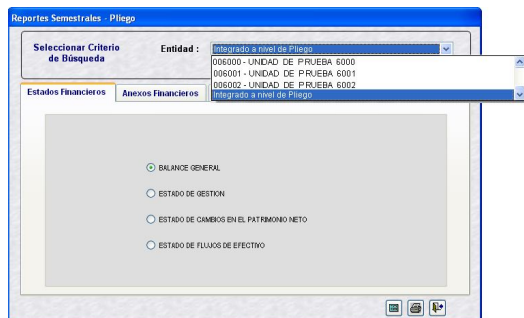 Reportes Semestrales - Pliego
Seleccionar Criterio
de Búsqueda
Entidad :
Integrado a nivel de Pliego
006000 - UNIDAD DE PRUEBA 6000
006001 - UNIDAD DE PRUEBA 6001
006002 - UNIDAD DE PRUEBA 6002
Integrado a nivel de Pliego
Estados Financieros
Anexos Financieros
BALANCE GENERAL
ESTADO DE GESTION
ESTADO DE CAMBIOS EN EL PATRIMONIO NETO
ESTADO DE FLUJOS DE EFECTIVO